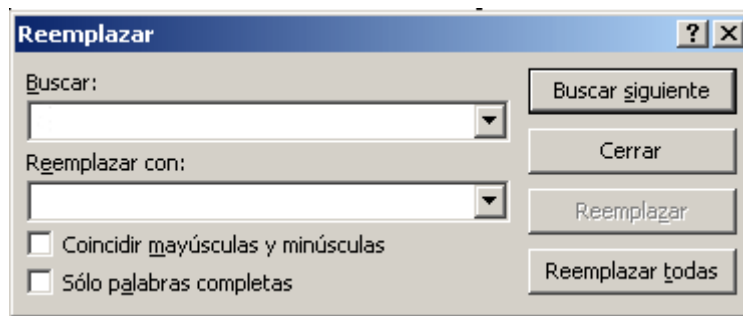 Reemplazar
Buscar:
Buscar siguiente
Cerrar
Reemplazar con:
Reemplazar
Coincidir mayúsculas y minúsculas
Sólo palabras completas
Reemplazar todas